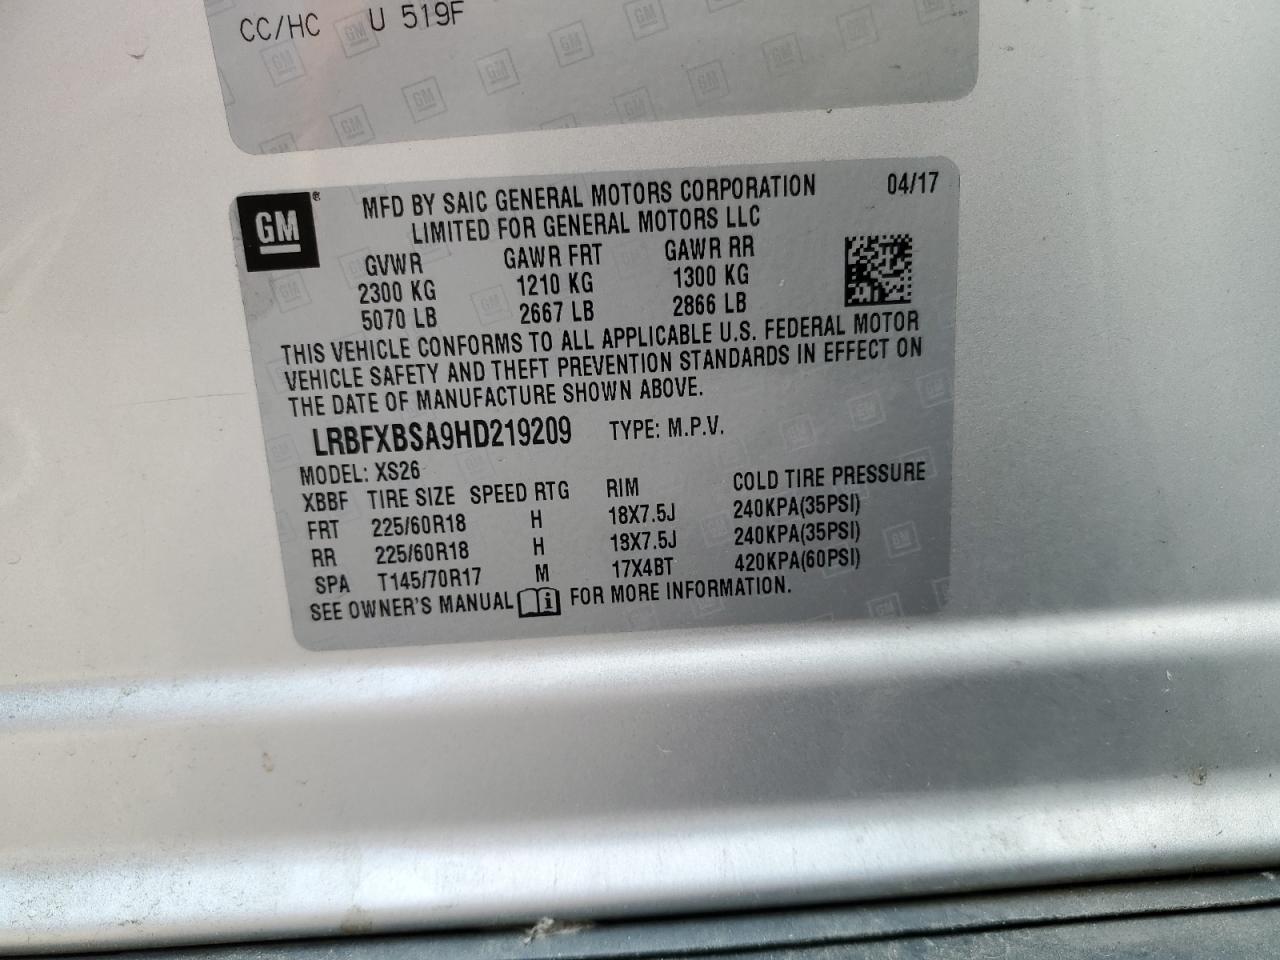 CC/HC U 519F
GM ®
MFD BY SAIC GENERAL MOTORS CORPORATION 04/17
LIMITED FOR GENERAL MOTORS LLC
GVWR GAWR FRT GAWR RR
2300 KG 1210 KG 1300 KG
5070 LB 2667 LB 2866 LB
THIS VEHICLE CONFORMS TO ALL APPLICABLE U.S. FEDERAL MOTOR
VEHICLE SAFETY AND THEFT PREVENTION STANDARDS IN EFFECT ON
THE DATE OF MANUFACTURE SHOWN ABOVE.
LRBFXBSA9HD219209 TYPE: M.P.V.
MODEL: XS26
XBBF TIRE SIZE SPEED RTG RIM COLD TIRE PRESSURE
FRT 225/60R18 H 18X7.5J 240KPA(35PSI)
RR 225/60R18 H 18X7.5J 240KPA(35PSI)
SPA T145/70R17 M 17X4BT 420KPA(60PSI)
SEE OWNER'S MANUAL i FOR MORE INFORMATION.